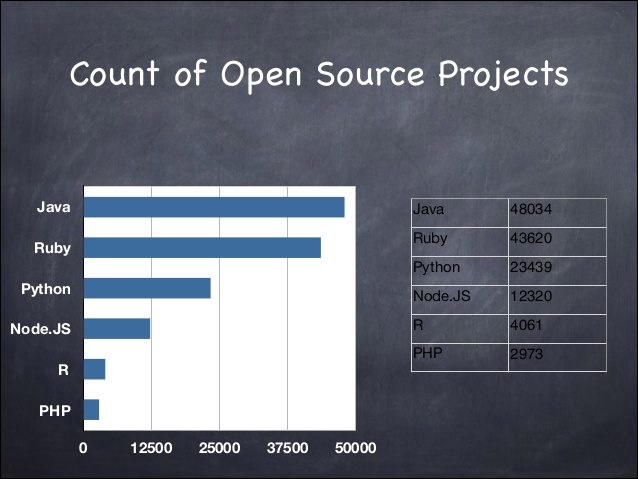 Count of Open Source Projects
Java
Ruby
Python
Node.JS
R
PHP
0 12500 25000 37500 50000
Java 48034
Ruby 43620
Python 23439
Node.JS 12320
R 4061
PHP 2973